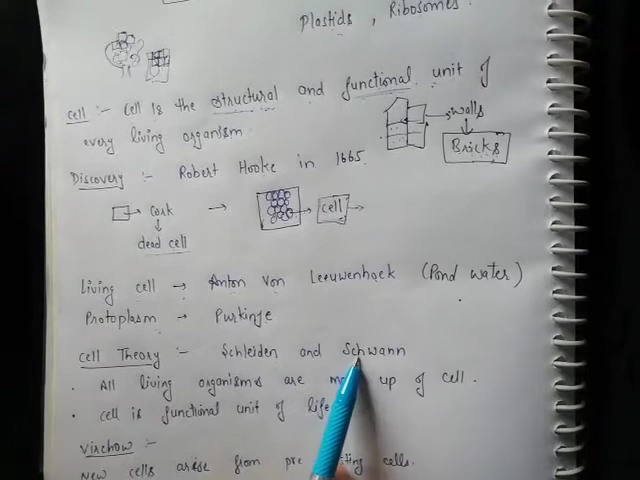 Plastids , Ribosomes.
Cell :- Cell is the structural and functional unit of
every living organism
walls
Bricks
Discovery :- Robert Hooke in 1665.
Cork
cell
dead cell
Living cell → Anton Von Leeuwenhoek (Pond water)
Protoplasm → Purkinje
Cell Theory :- Schleiden and Schwann
. All living organisms are up of cell .
. cell is functional unit of life
Virchow :-
New cells arise from pre cells.